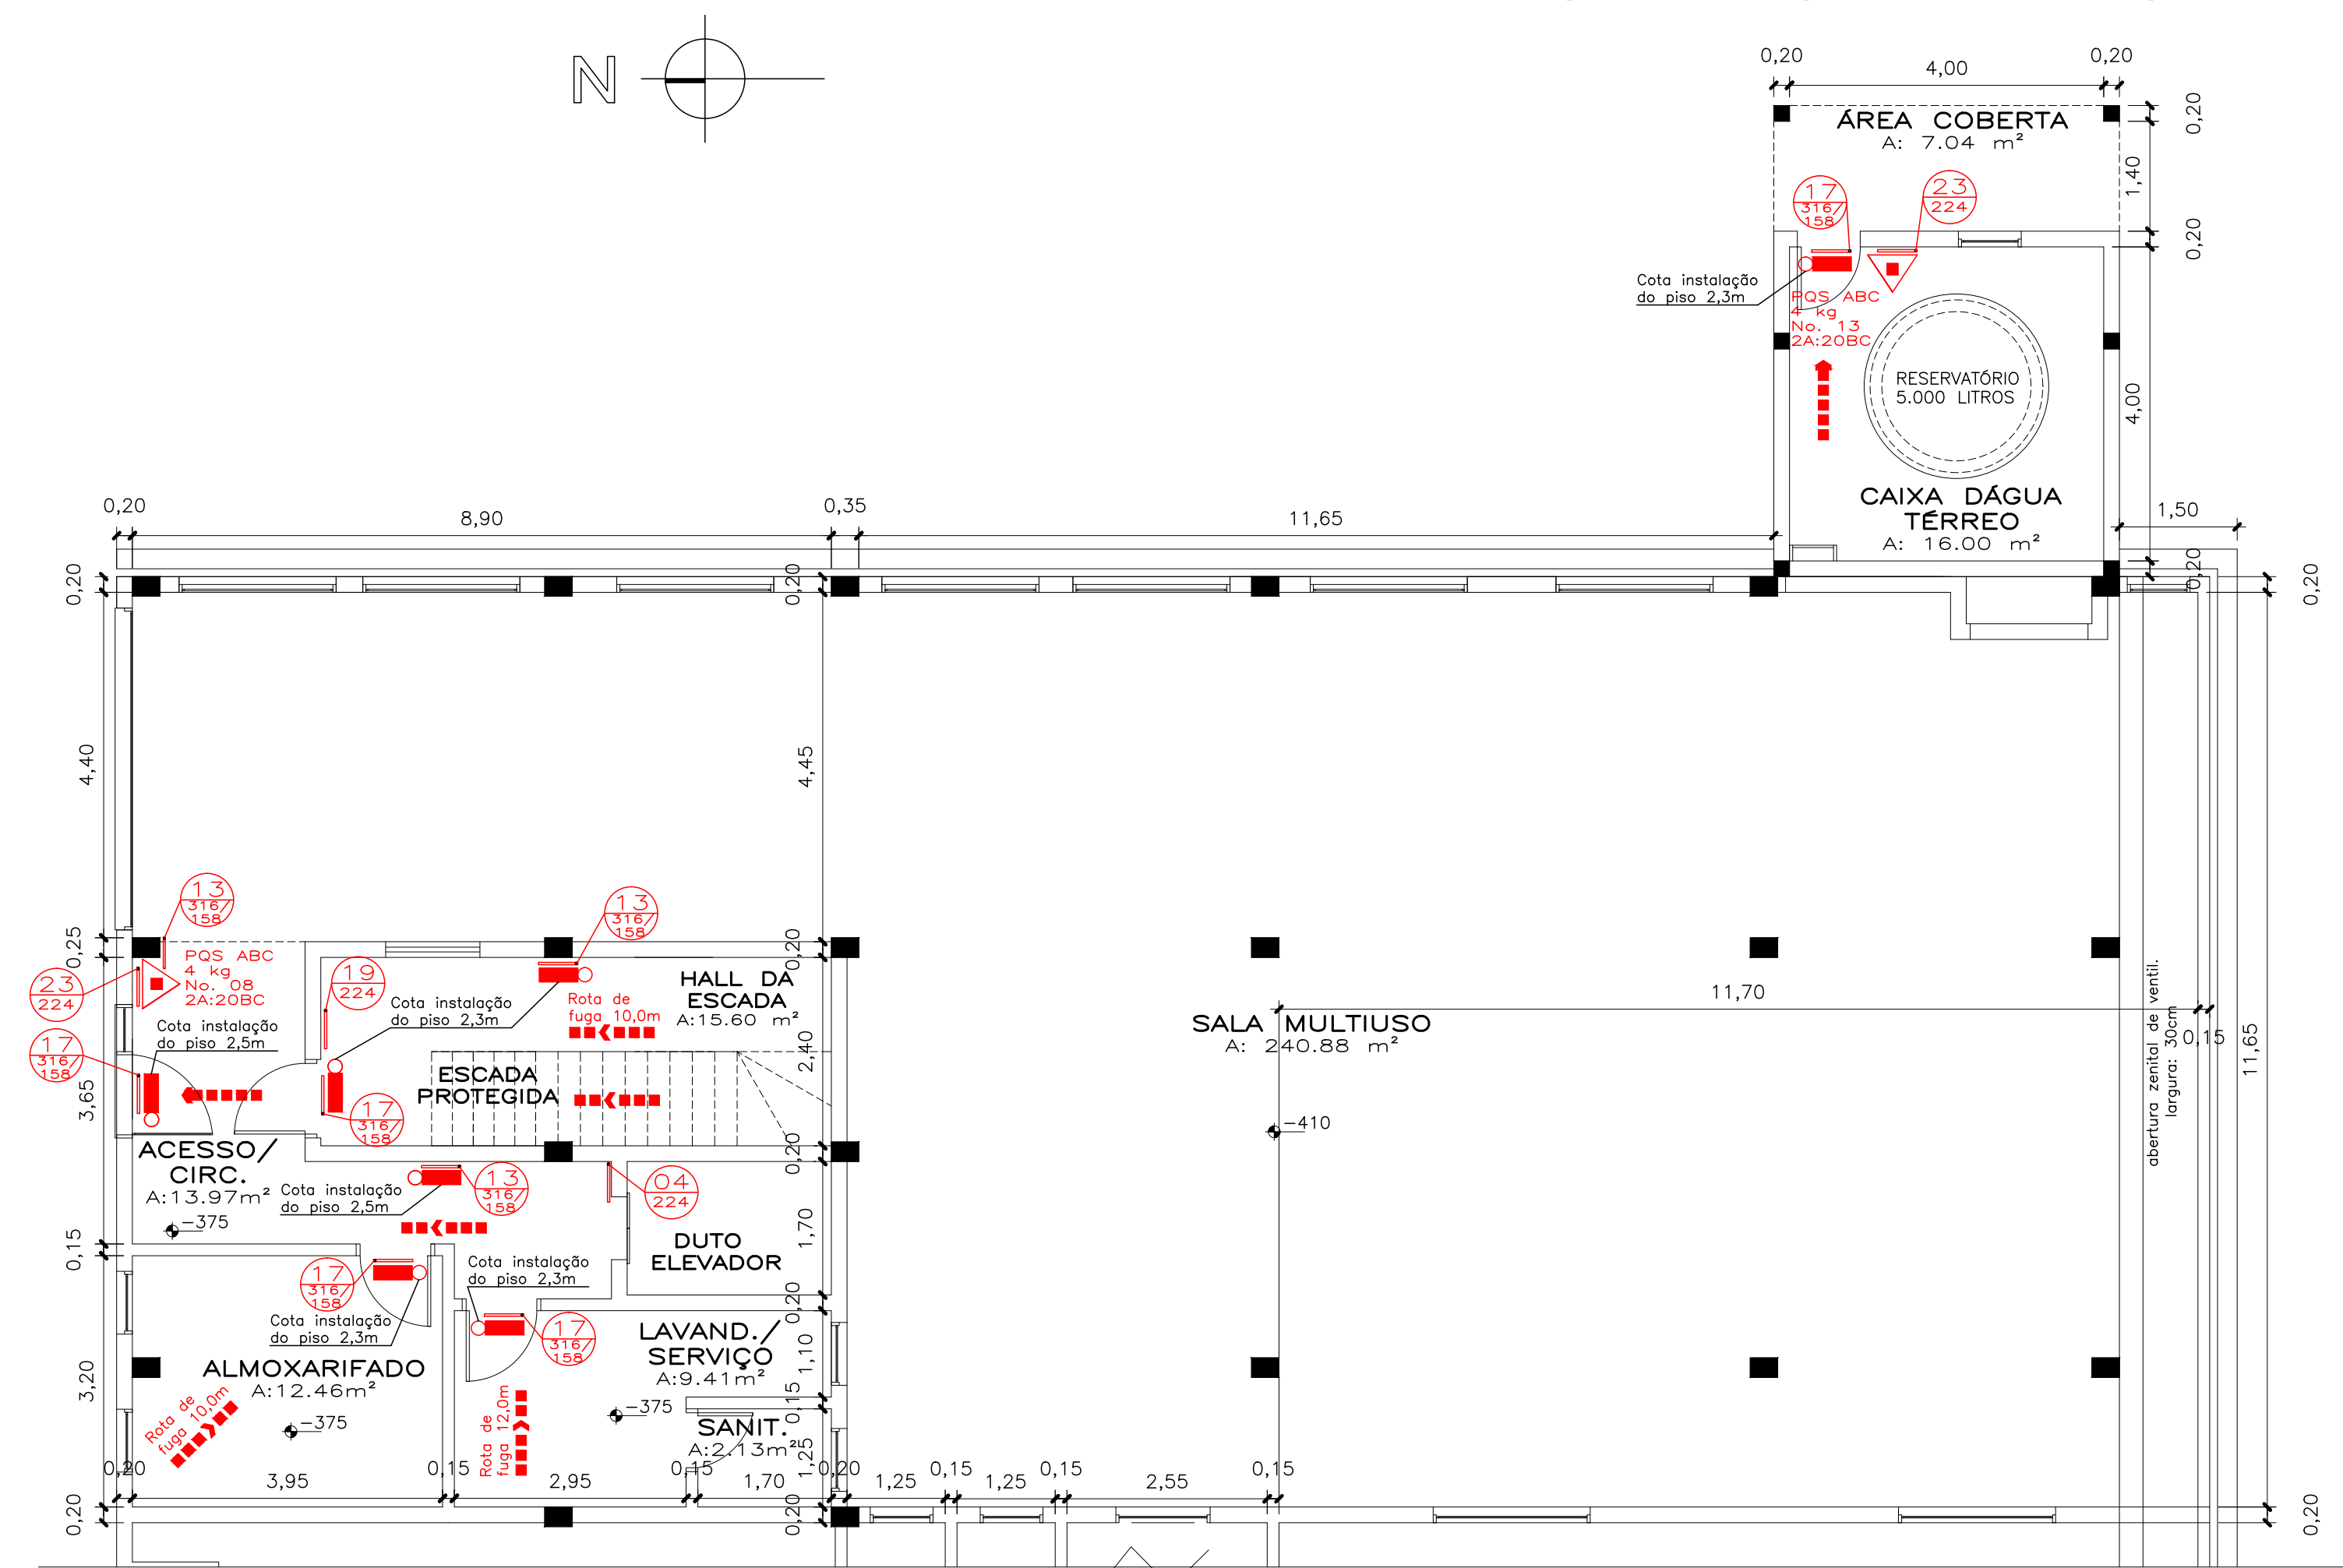 N
0,20
4,00
0,20
0,20
ÁREA COBERTA
A: 7.04 m²
1,40
17
316/
158
23
224
0,20
Cota instalação
do piso 2,3m
PQS ABC
4 kg
No. 13
2A:20BC
RESERVATÓRIO
5.000 LITROS
4,00
CAIXA DÁGUA
TÉRREO
A: 16.00 m²
1,50
0,20
8,90
0,35
11,65
0,20
0,20
0,20
0,20
4,40
4,45
13
316/
158
13
316/
158
0,25
0,20
PQS ABC
4 kg
No. 08
2A:20BC
23
224
19
224
HALL DA
ESCADA
A:15.60 m²
Cota instalação
do piso 2,3m
Rota de
fuga 10,0m
Cota instalação
do piso 2,5m
17
316/
158
11,70
SALA MULTIUSO
A: 240.88 m²
0,15
11,65
abertura zenital de ventil.
largura: 30cm
2,40
3,65
ESCADA
PROTEGIDA
17
316/
158
-410
ACESSO/
CIRC.
A:13.97m²
-375
0,20
13
316/
158
04
224
Cota instalação
do piso 2,5m
1,70
DUTO
ELEVADOR
0,15
17
316/
158
Cota instalação
do piso 2,3m
Cota instalação
do piso 2,3m
0,20
17
316/
158
LAVAND./
SERVIÇO
A:9.41m²
1,10
3,20
ALMOXARIFADO
A:12.46m²
Rota de
fuga 10,0m
-375
Rota de
fuga 12,0m
-375
0,15
SANIT.
A:2.13m²
1,25
0,20
3,95
0,15
2,95
0,15
1,70
0,20
1,25
0,15
1,25
0,15
2,55
0,15
0,20
0,20
0,20